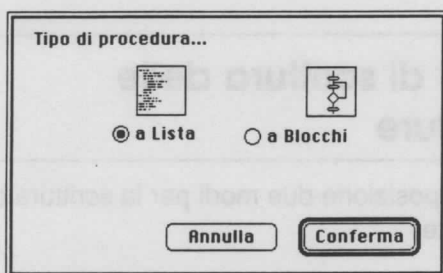 Tipo di procedura...
a Lista
a Blocchi
Annulla
Conferma